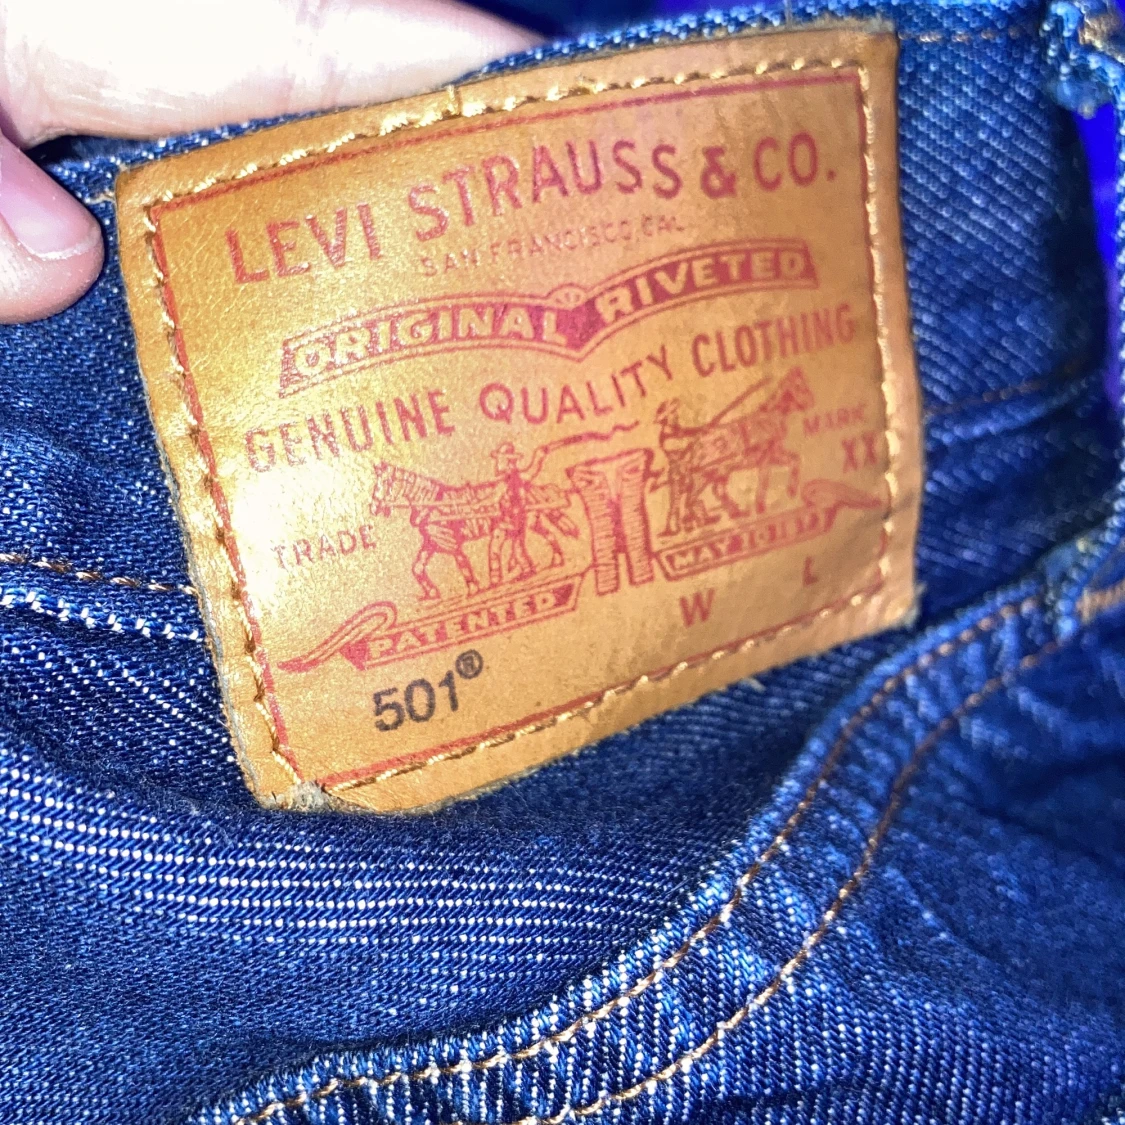 LEVI STRAUSS & CO.
SAN FRANCISCO, CAL.
ORIGINAL RIVETED
GENUINE QUALITY CLOTHING
TRADE MARK
XX
PATENTED MAY 20 1873
W L
501®